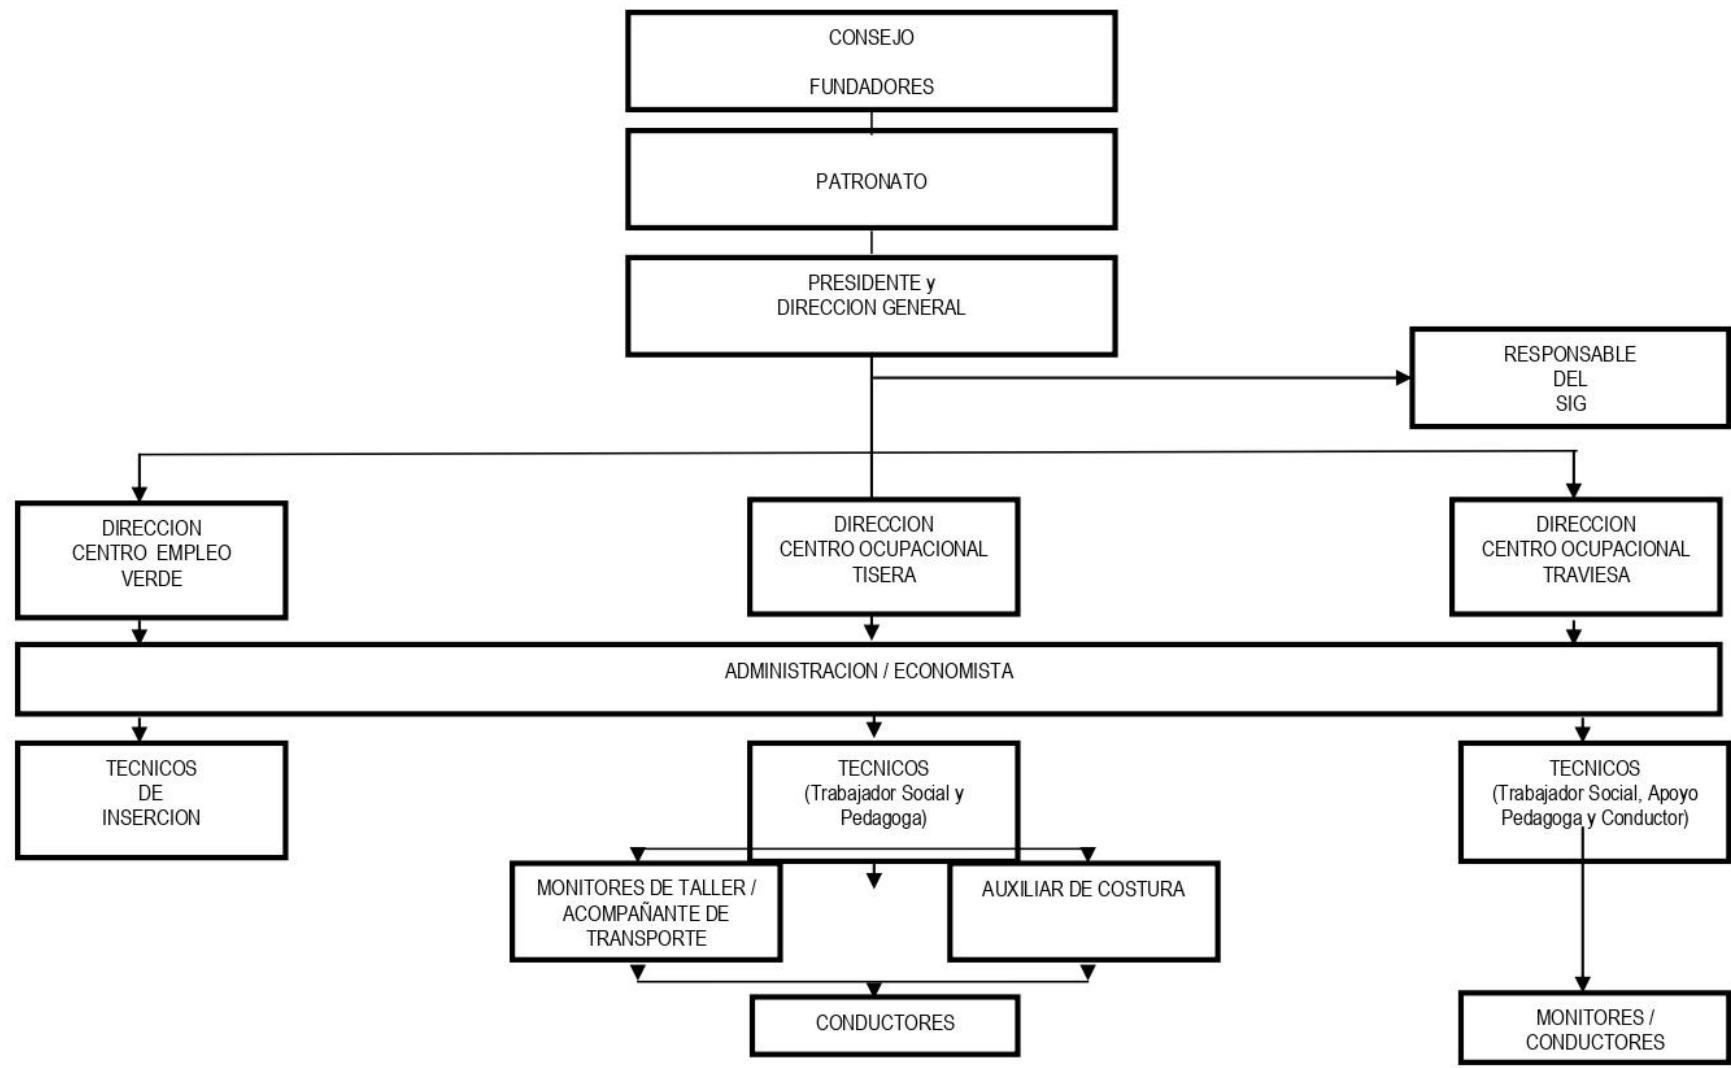 CONSEJO
FUNDADORES
PATRONATO
PRESIDENTE y
DIRECCION GENERAL
RESPONSABLE
DEL
SIG
DIRECCION
CENTRO EMPLEO
VERDE
DIRECCION
CENTRO OCUPACIONAL
TISERA
DIRECCION
CENTRO OCUPACIONAL
TRAVIESA
ADMINISTRACION / ECONOMISTA
TECNICOS
DE
INSERCION
TECNICOS
(Trabajador Social y
Pedagoga)
TECNICOS
(Trabajador Social, Apoyo
Pedagoga y Conductor)
MONITORES DE TALLER /
ACOMPAÑANTE DE
TRANSPORTE
AUXILIAR DE COSTURA
CONDUCTORES
MONITORES /
CONDUCTORES